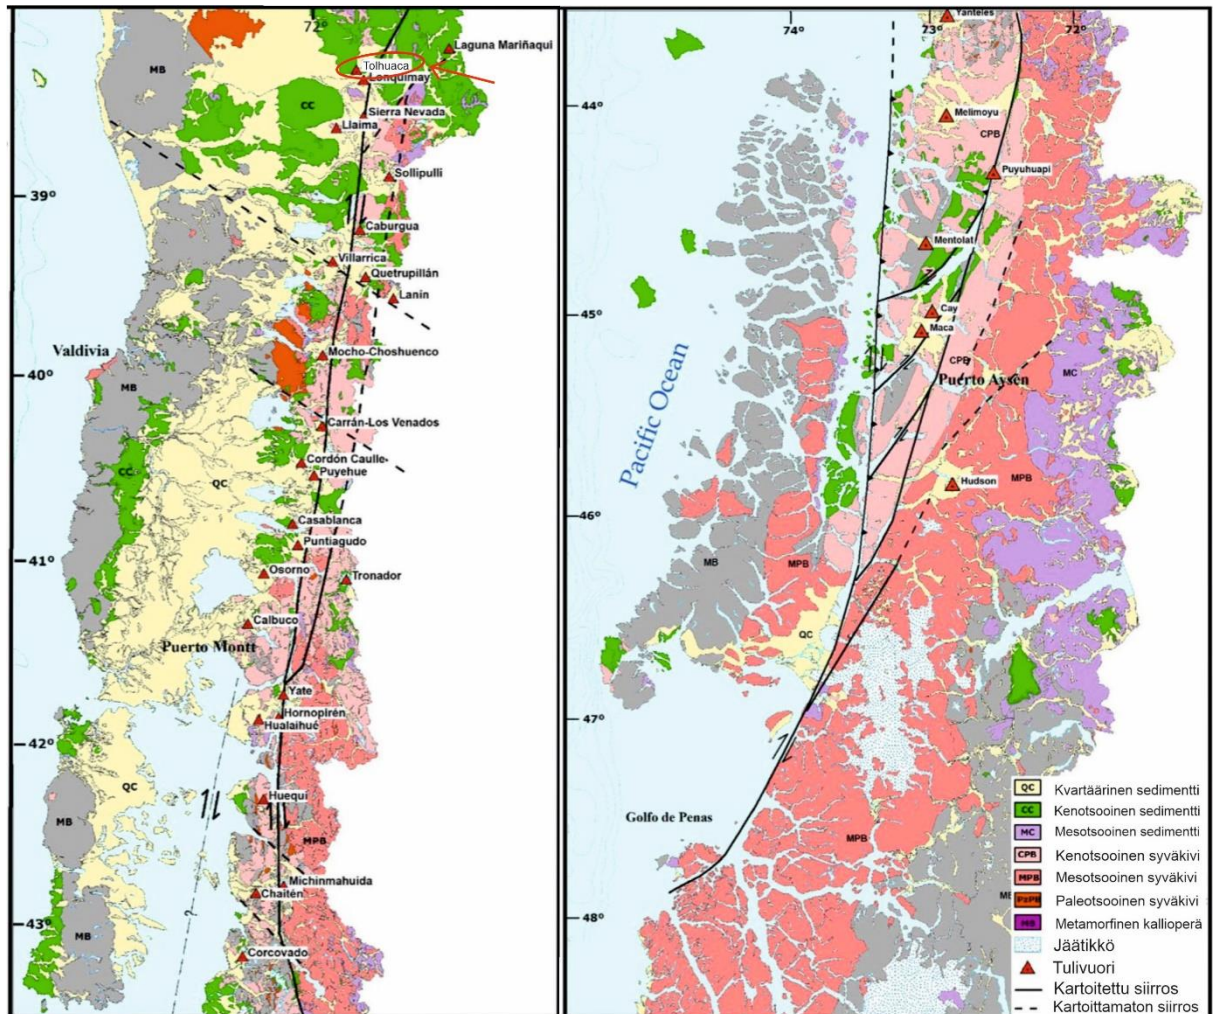 72°
MB
Laguna Mariñaqui
Tolhuaca
Lonquimay
CC
Sierra Nevada
Llaima
39°
Sollipulli
Caburgua
Villarrica
Quetrupillán
Lanín
Valdivia
Mocho-Choshuenco
40°
MB
Carrán-Los Venados
CC
Cordón Caulle
QC
Puyehue
Casablanca
Puntiagudo
41°
Osorno
Tronador
Calbuco
Puerto Montt
Yate
Hornopirén
Hualaihué
42°
QC
Huequi
MB
MPB
Michinmahuida
Chaitén
?
43°
MB
Corcovado
74°
73°
Yanteles
72°
44°
Melimoyu
CPB
Puyuhuapi
Mentolat
45°
Cay
Maca
CPB
MC
Puerto Aysén
Pacific Ocean
Hudson
MPB
46°
MB
MPB
QC
47°
Golfo de Penas
MPB
48°
QC Kvartäärinen sedimentti
CC Kenotsooinen sedimentti
MC Mesotsooinen sedimentti
CPB Kenotsooinen syväkivi
MPB Mesotsooinen syväkivi
PzPB Paleotsooinen syväkivi
MB Metamorfinen kallioperä
Jäätikkö
Tulivuori
Kartoitettu siirros
Kartoittamaton siirros